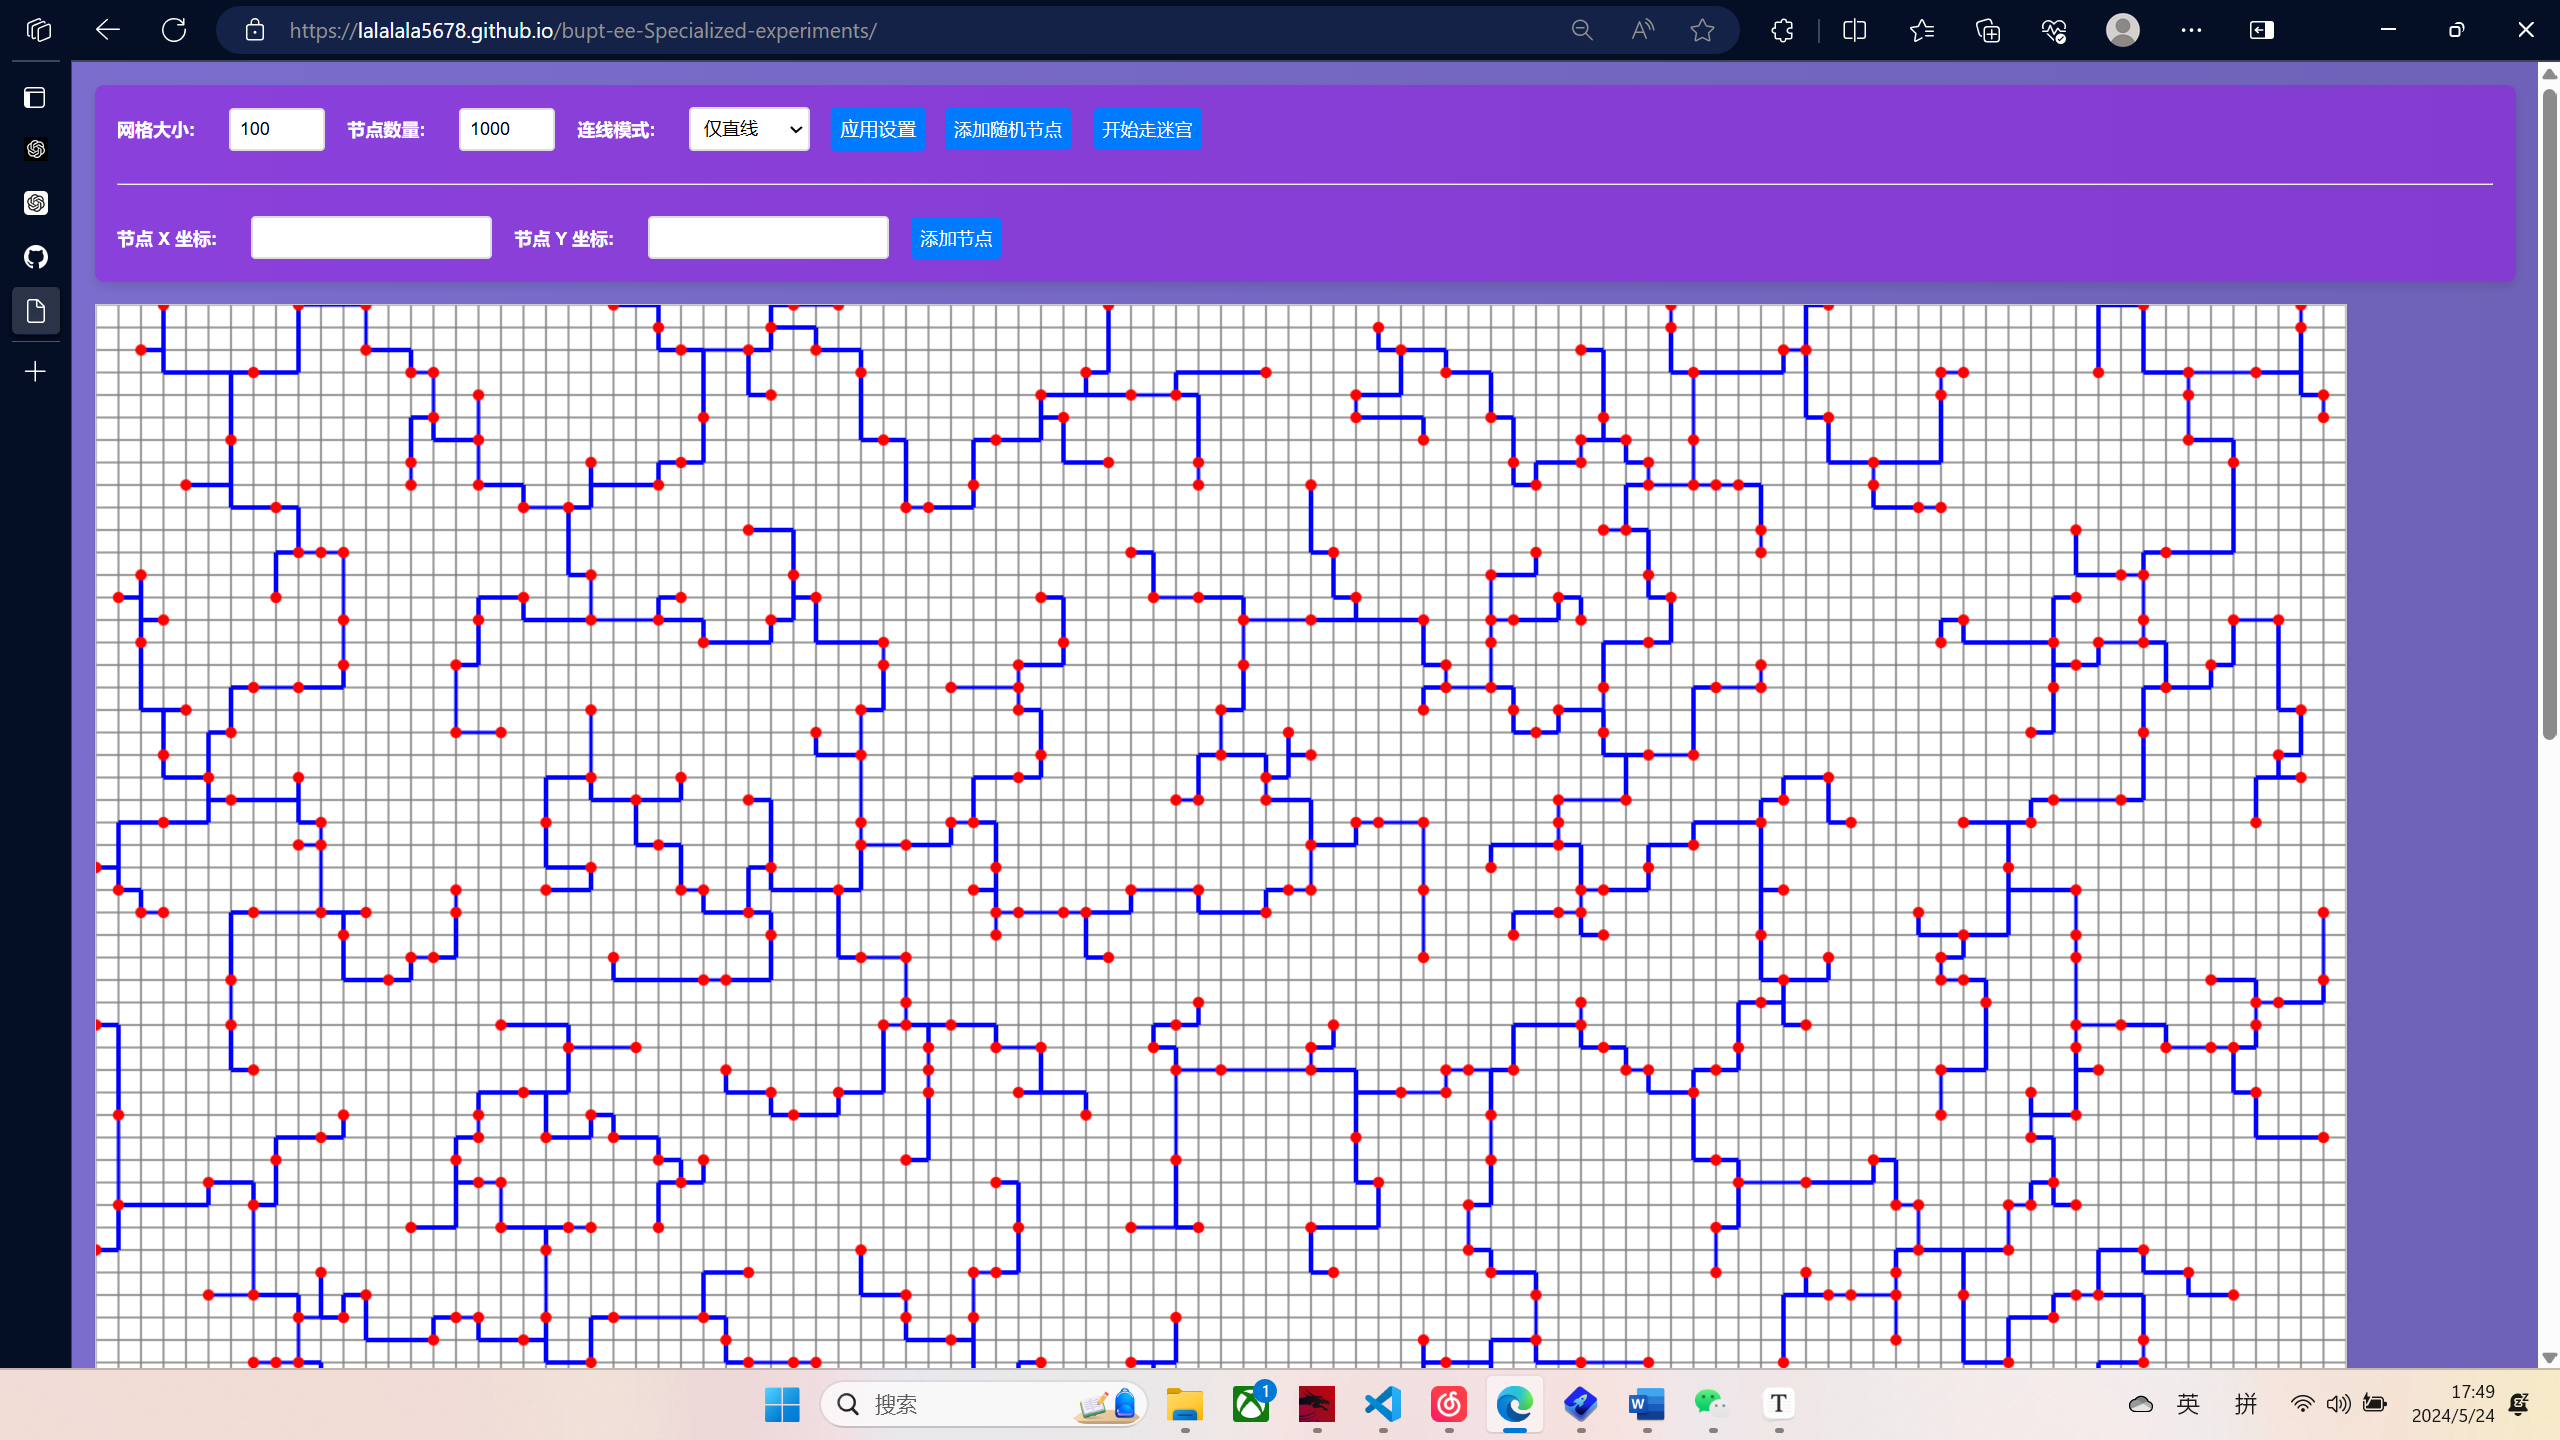 https://lalalala5678.github.io/bupt-ee-Specialized-experiments/
网格大小: 100 节点数量: 1000 连线模式: 仅直线 应用设置 添加随机节点 开始走迷宫
节点 X 坐标: 节点 Y 坐标: 添加节点
搜索
1
W
T
英
拼
17:49
2024/5/24